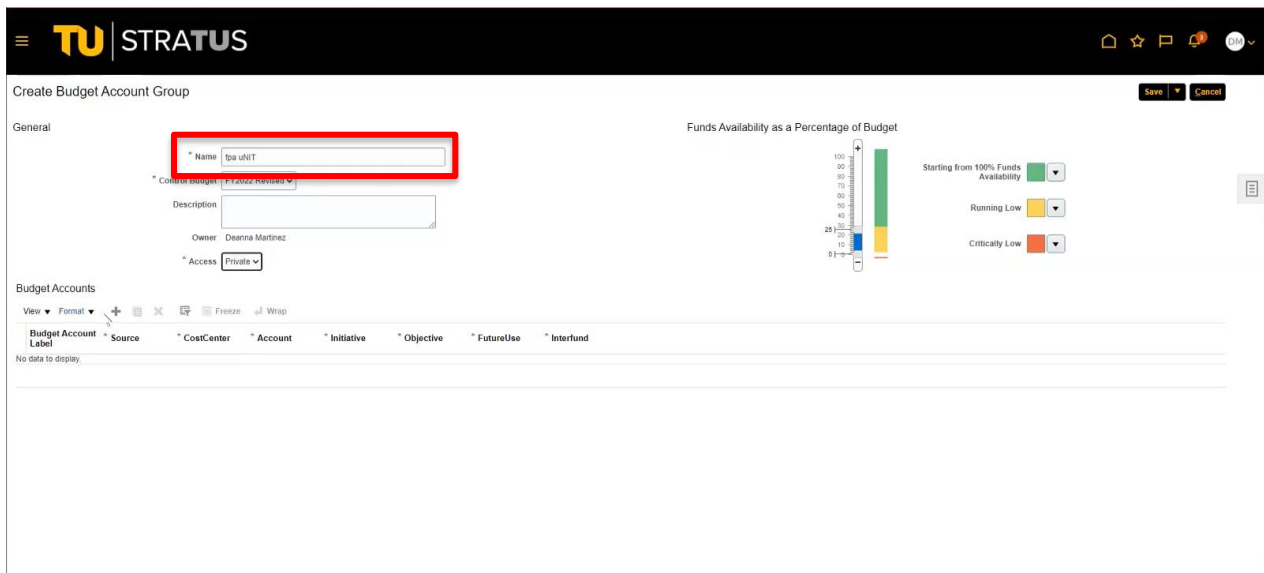 TU STRATUS
3
DM
Create Budget Account Group
Save Cancel
General
Funds Availability as a Percentage of Budget
* Name fpa uNIT
* Control Budget FY2022 Revised
Description
Owner Deanna Martinez
* Access Private
100
90
80
70
60
50
40
30
25
20
10
0 0
Starting from 100% Funds
Availability
Running Low
Critically Low
Budget Accounts
View Format Freeze Wrap
Budget Account
Label
* Source * CostCenter * Account * Initiative * Objective * FutureUse * Interfund
No data to display.